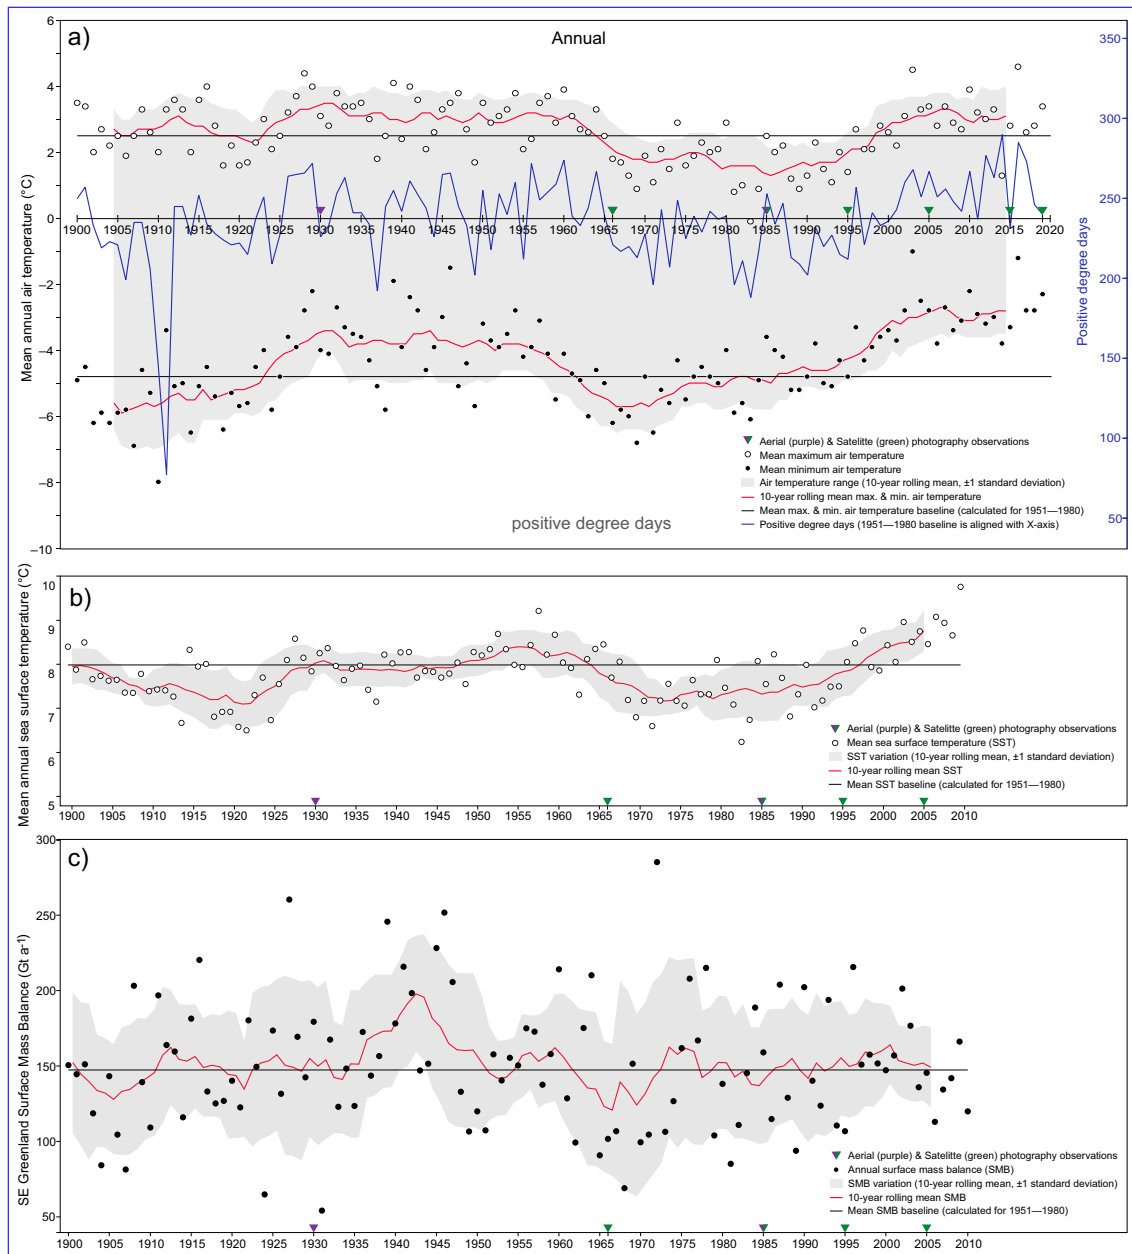 a)
Annual
Mean annual air temperature (°C)
6
4
2
0
–2
–4
–6
–8
–10
1900 1905 1910 1915 1920 1925 1930 1935 1940 1945 1950 1955 1960 1965 1970 1975 1980 1985 1990 1995 2000 2005 2010 2015 2020
Positive degree days
350
300
250
200
150
100
50
Aerial (purple) & Satelitte (green) photography observations
Mean maximum air temperature
Mean minimum air temperature
Air temperature range (10-year rolling mean, ±1 standard deviation)
10-year rolling mean max. & min. air temperature
Mean max. & min. air temperature baseline (calculated for 1951—1980)
Positive degree days (1951—1980 baseline is aligned with X-axis)
positive degree days
b)
Mean annual sea surface temperature (°C)
10
9
8
7
6
5
Aerial (purple) & Satelitte (green) photography observations
Mean sea surface temperature (SST)
SST variation (10-year rolling mean, ±1 standard deviation)
10-year rolling mean SST
Mean SST baseline (calculated for 1951—1980)
1900 1905 1910 1915 1920 1925 1930 1935 1940 1945 1950 1955 1960 1965 1970 1975 1980 1985 1990 1995 2000 2005 2010
c)
SE Greenland Surface Mass Balance (Gt a-1)
300
250
200
150
100
50
Aerial (purple) & Satelitte (green) photography observations
Annual surface mass balance (SMB)
SMB variation (10-year rolling mean, ±1 standard deviation)
10-year rolling mean SMB
Mean SMB baseline (calculated for 1951—1980)
1900 1905 1910 1915 1920 1925 1930 1935 1940 1945 1950 1955 1960 1965 1970 1975 1980 1985 1990 1995 2000 2005 2010